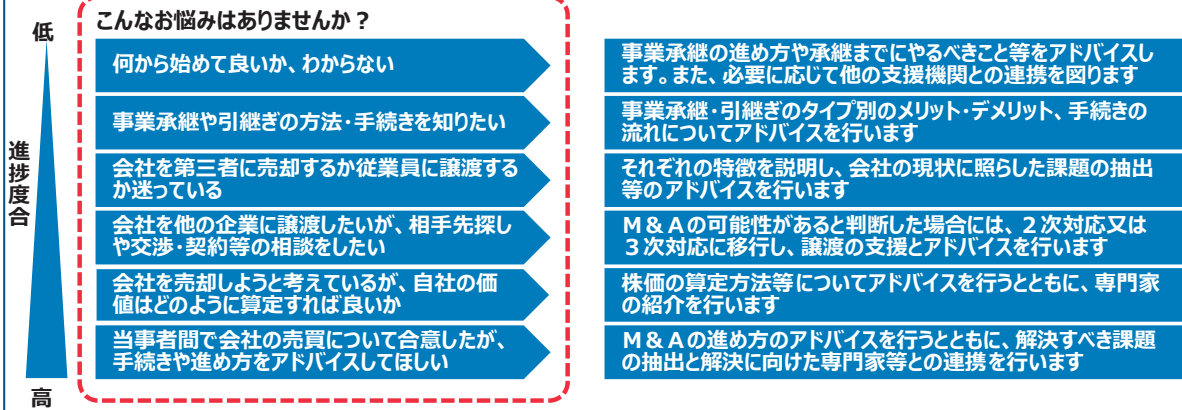 低
こんなお悩みはありませんか？
何から始めて良いか、わからない
事業承継の進め方や承継までにやるべきこと等をアドバイスし
ます。また、必要に応じて他の支援機関との連携を図ります
事業承継や引継ぎの方法・手続きを知りたい
事業承継・引継ぎのタイプ別のメリット・デメリット、手続きの
流れについてアドバイスを行います
進捗度合
会社を第三者に売却するか従業員に譲渡する
か迷っている
それぞれの特徴を説明し、会社の現状に照らした課題の抽出
等のアドバイスを行います
会社を他の企業に譲渡したいが、相手先探し
や交渉・契約等の相談をしたい
Ｍ＆Ａの可能性があると判断した場合には、２次対応又は
３次対応に移行し、譲渡の支援とアドバイスを行います
会社を売却しようと考えているが、自社の価
値はどのように算定すれば良いか
株価の算定方法等についてアドバイスを行うとともに、専門家
の紹介を行います
当事者間で会社の売買について合意したが、
手続きや進め方をアドバイスしてほしい
Ｍ＆Ａの進め方のアドバイスを行うとともに、解決すべき課題
の抽出と解決に向けた専門家等との連携を行います
高